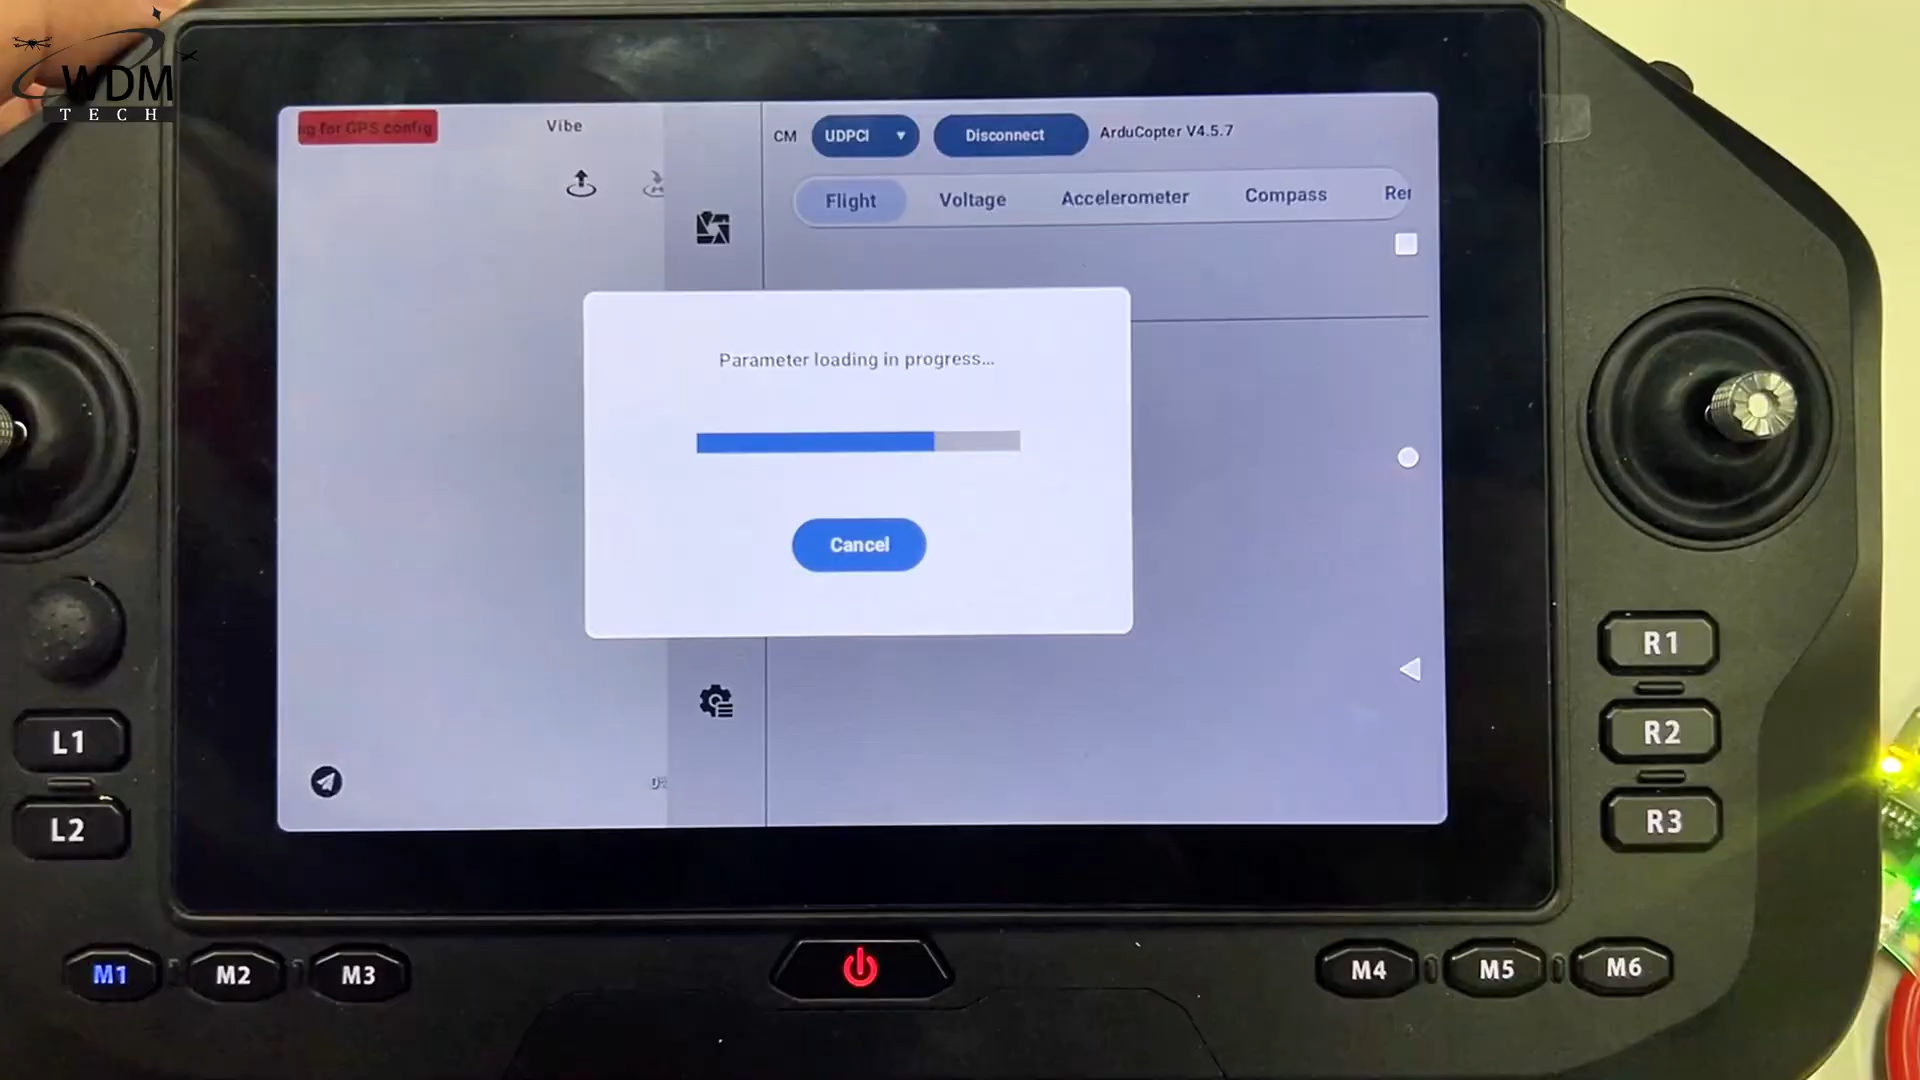 WDM
TECH
g for GPS config
Vibe
CM
UDPCI
Disconnect
ArduCopter V4.5.7
Flight
Voltage
Accelerometer
Compass
Rer
Parameter loading in progress...
Cancel
L1
L2
R1
R2
R3
M1
M2
M3
M4
M5
M6